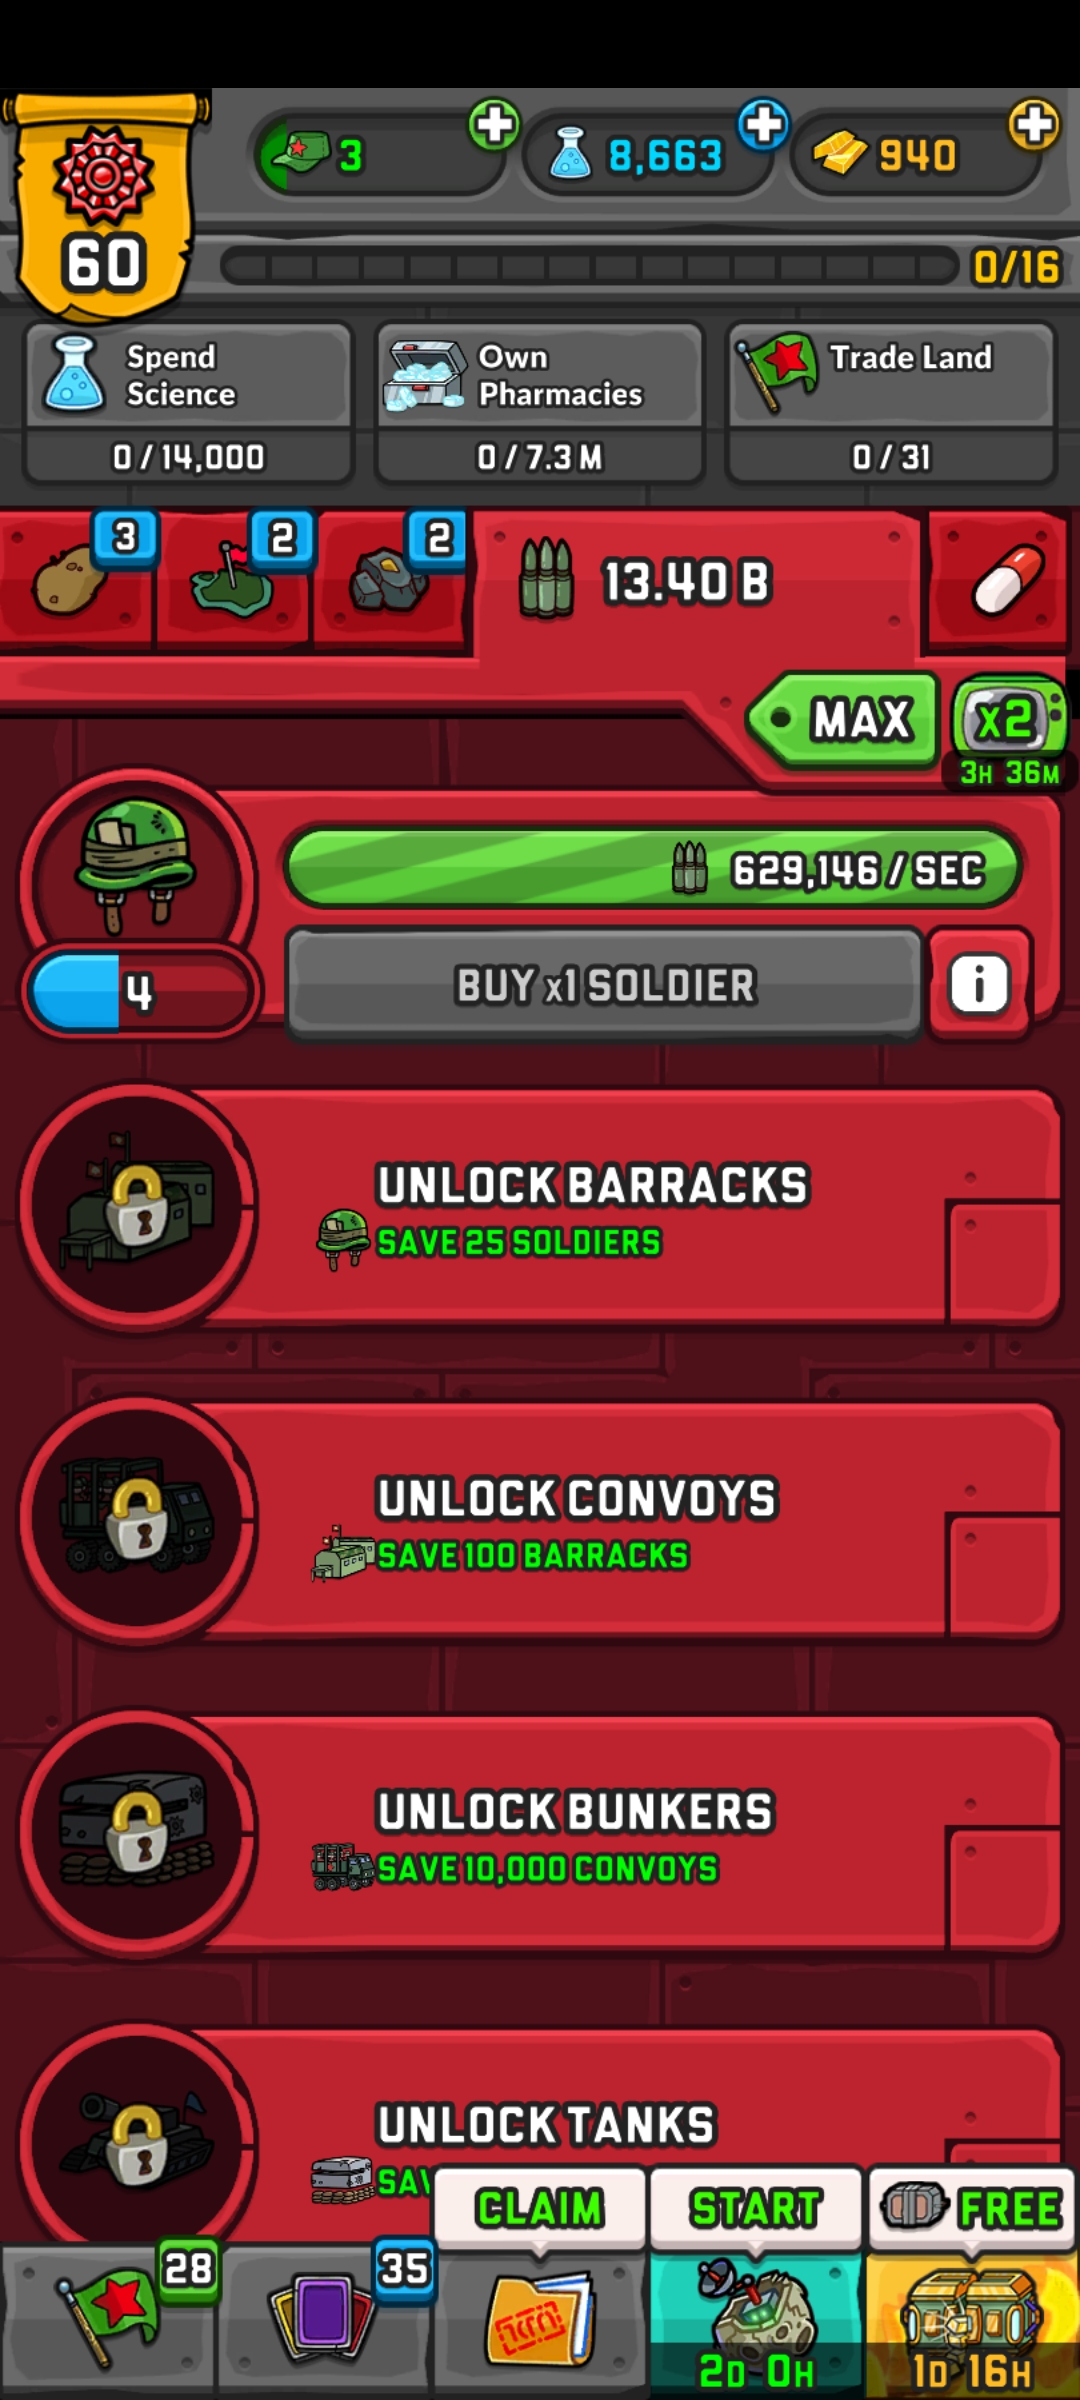 3
8,663
940
60
0/16
Spend
Science
0/14,000
Own
Pharmacies
0/7.3 M
Trade Land
0/31
3
2
2
13.40 B
MAX
x2
3H 36M
629,146/SEC
4
BUY x1 SOLDIER
i
UNLOCK BARRACKS
SAVE 25 SOLDIERS
UNLOCK CONVOYS
SAVE 100 BARRACKS
UNLOCK BUNKERS
SAVE 10,000 CONVOYS
UNLOCK TANKS
CLAIM
START
FREE
28
35
2D 0H
1D 16H